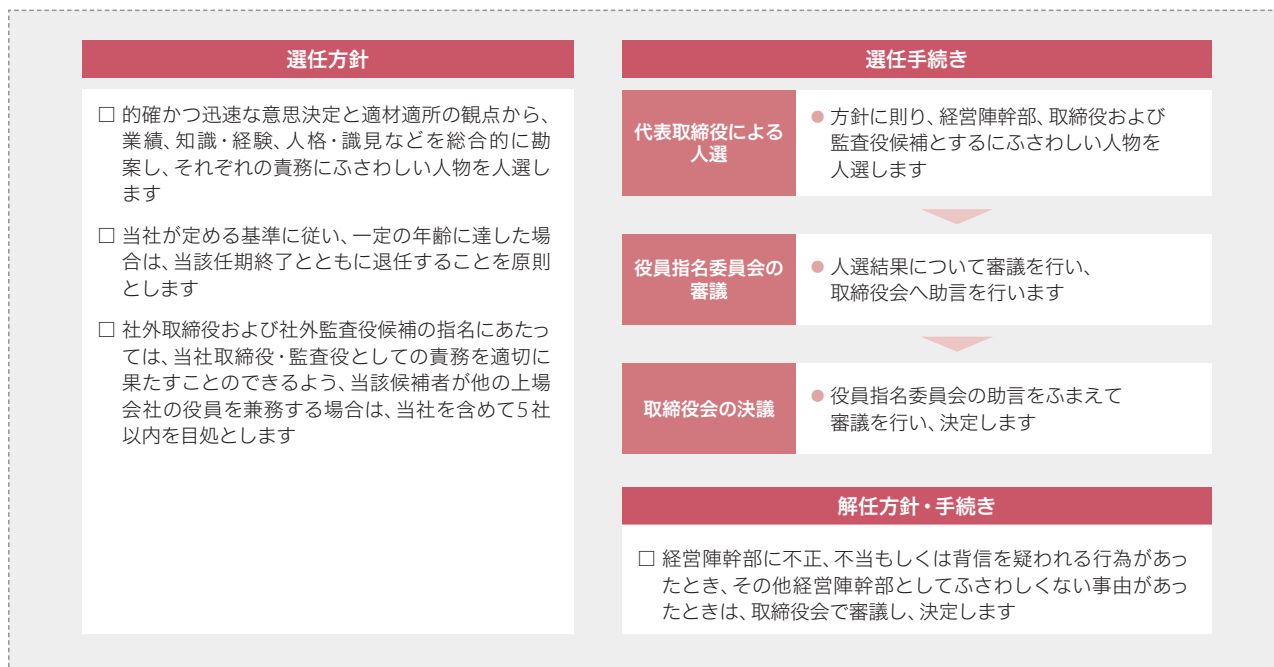 選任方針
□ 的確かつ迅速な意思決定と適材適所の観点から、
業績、知識・経験、人格・識見などを総合的に勘
案し、それぞれの責務にふさわしい人物を人選し
ます
□ 当社が定める基準に従い、一定の年齢に達した場
合は、当該任期終了とともに退任することを原則
とします
□ 社外取締役および社外監査役候補の指名にあたっ
ては、当社取締役・監査役としての責務を適切に
果たすことのできるよう、当該候補者が他の上場
会社の役員を兼務する場合は、当社を含めて5社
以内を目処とします
選任手続き
代表取締役による
人選
● 方針に則り、経営陣幹部、取締役および
監査役候補とするにふさわしい人物を
人選します
役員指名委員会の
審議
● 人選結果について審議を行い、
取締役会へ助言を行います
取締役会の決議
● 役員指名委員会の助言をふまえて
審議を行い、決定します
解任方針・手続き
□ 経営陣幹部に不正、不当もしくは背信を疑われる行為があっ
たとき、その他経営陣幹部としてふさわしくない事由があっ
たときは、取締役会で審議し、決定します